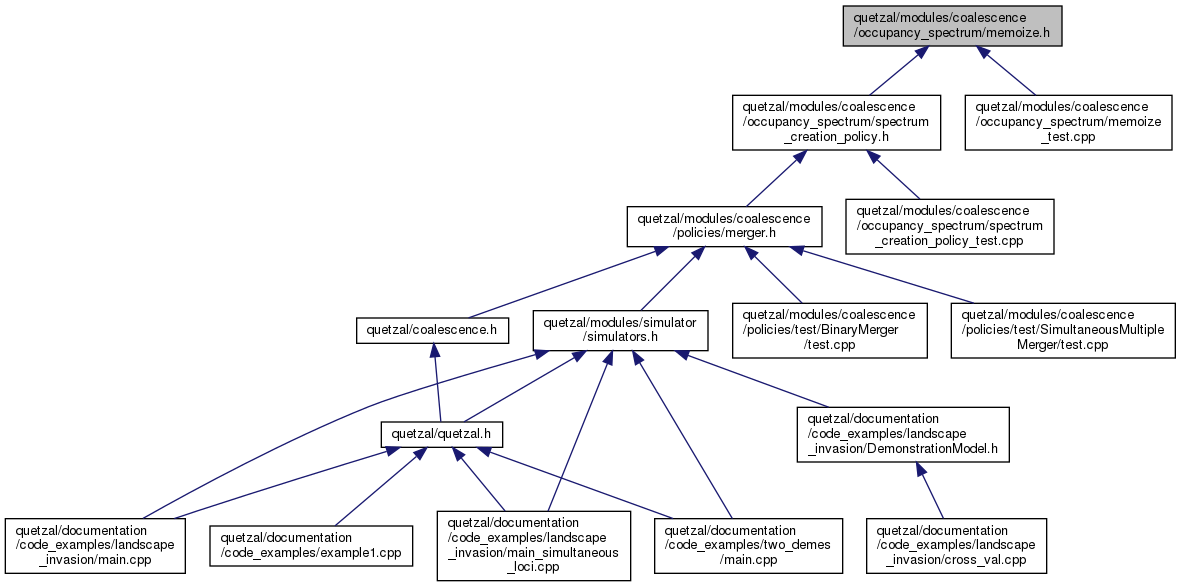 quetzal/modules/coalescence
/occupancy_spectrum/memoize.h
quetzal/modules/coalescence
/occupancy_spectrum/spectrum
_creation_policy.h
quetzal/modules/coalescence
/occupancy_spectrum/memoize
_test.cpp
quetzal/modules/coalescence
/policies/merger.h
quetzal/modules/coalescence
/occupancy_spectrum/spectrum
_creation_policy_test.cpp
quetzal/coalescence.h
quetzal/modules/simulator
/simulators.h
quetzal/modules/coalescence
/policies/test/BinaryMerger
/test.cpp
quetzal/modules/coalescence
/policies/test/SimultaneousMultiple
Merger/test.cpp
quetzal/quetzal.h
quetzal/documentation
/code_examples/landscape
_invasion/DemonstrationModel.h
quetzal/documentation
/code_examples/landscape
_invasion/main.cpp
quetzal/documentation
/code_examples/example1.cpp
quetzal/documentation
/code_examples/landscape
_invasion/main_simultaneous
_loci.cpp
quetzal/documentation
/code_examples/two_demes
/main.cpp
quetzal/documentation
/code_examples/landscape
_invasion/cross_val.cpp